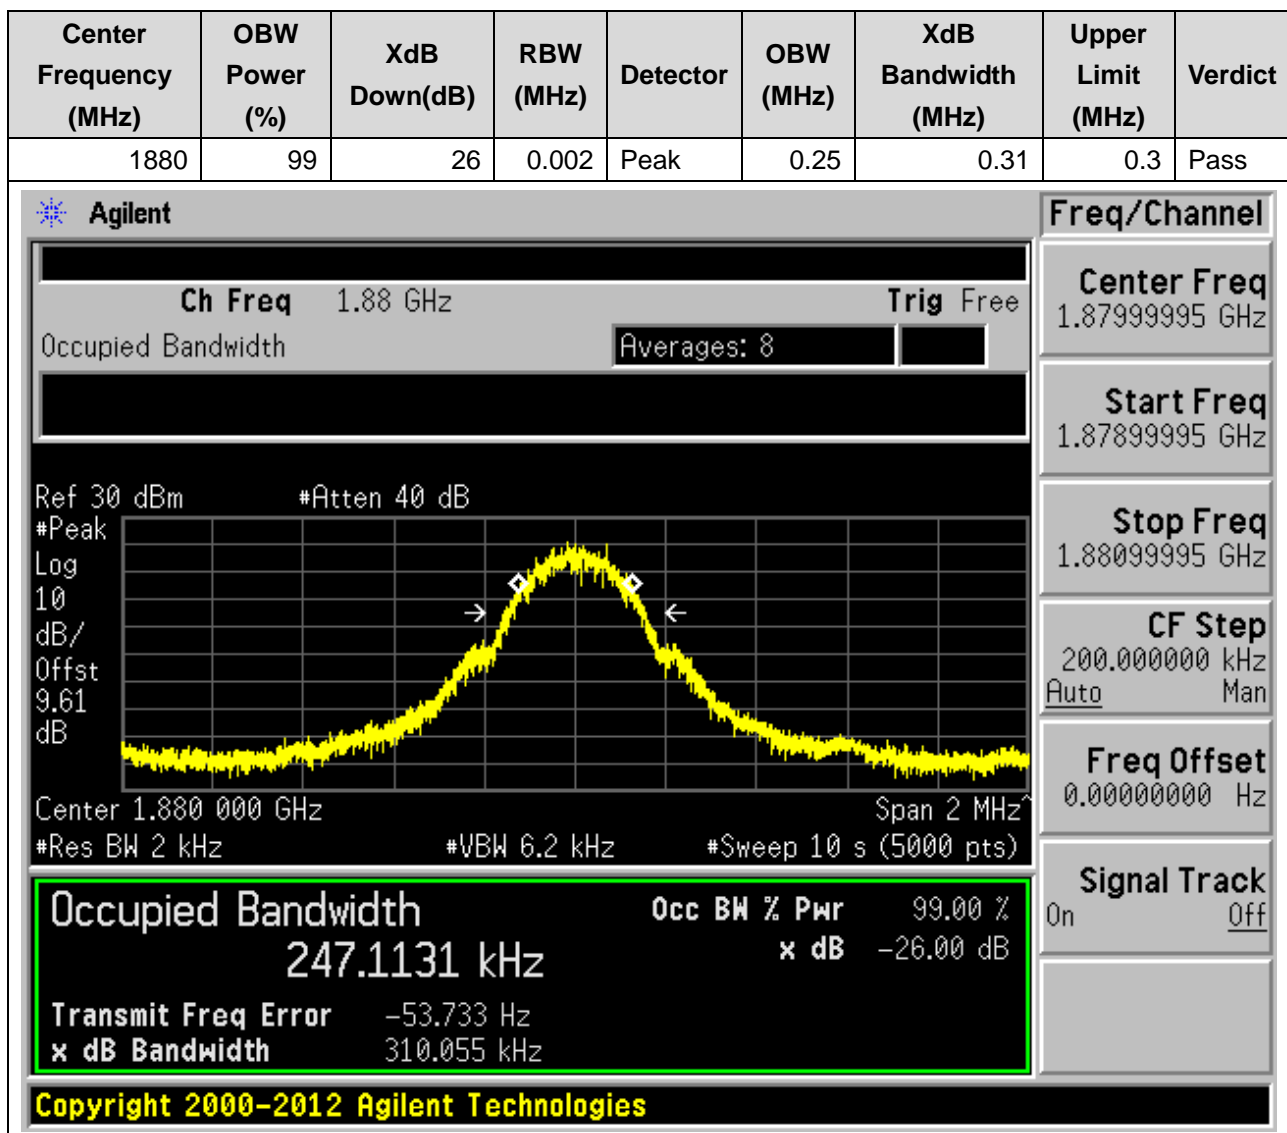 Center Frequency (MHz) OBW Power (%) XdB Down(dB) RBW (MHz) Detector OBW (MHz) XdB Bandwidth (MHz) Upper Limit (MHz) Verdict
1880 99 26 0.002 Peak 0.25 0.31 0.3 Pass
Agilent
Freq/Channel
Ch Freq 1.88 GHz Trig Free
Occupied Bandwidth Averages: 8
Ref 30 dBm #Atten 40 dB
#Peak
Log
10
dB/
Offst
9.61
dB
Center 1.880 000 GHz Span 2 MHz^
#Res BW 2 kHz #VBW 6.2 kHz #Sweep 10 s (5000 pts)
Occupied Bandwidth Occ BW % Pwr 99.00 %
247.1131 kHz x dB -26.00 dB
Transmit Freq Error -53.733 Hz
x dB Bandwidth 310.055 kHz
Center Freq
1.87999995 GHz
Start Freq
1.87899995 GHz
Stop Freq
1.88099995 GHz
CF Step
200.000000 kHz
Auto Man
Freq Offset
0.00000000 Hz
Signal Track
On Off
Copyright 2000-2012 Agilent Technologies